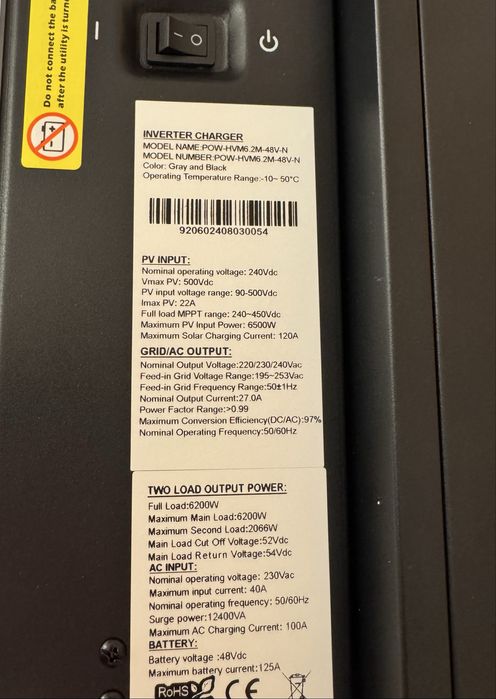 Do not connect the ba
after the utility is turne
INVERTER CHARGER
MODEL NAME:POW-HVM6.2M-48V-N
MODEL NUMBER:POW-HVM6.2M-48V-N
Color: Gray and Black
Operating Temperature Range:-10~ 50°C
920602408030054
PV INPUT:
Nominal operating voltage: 240Vdc
Vmax PV: 500Vdc
PV input voltage range: 90-500Vdc
Imax PV: 22A
Full load MPPT range: 240~450Vdc
Maximum PV Input Power: 6500W
Maximum Solar Charging Current: 120A
GRID/AC OUTPUT:
Nominal Output Voltage:220/230/240Vac
Feed-in Grid Voltage Range:195~253Vac
Feed-in Grid Frequency Range:50±1Hz
Nominal Output Current:27.0A
Power Factor Range:>0.99
Maximum Conversion Efficiency(DC/AC):97%
Nominal Operating Frequency:50/60Hz
TWO LOAD OUTPUT POWER:
Full Load:6200W
Maximum Main Load:6200W
Maximum Second Load:2066W
Main Load Cut Off Voltage:52Vdc
Main Load Return Voltage:54Vdc
AC INPUT:
Nominal operating voltage: 230Vac
Maximum input current: 40A
Nominal operating frequency: 50/60Hz
Surge power:12400VA
Maximum AC Charging Current: 100A
BATTERY:
Battery voltage :48Vdc
Maximum battery current:125A
RoHS CE